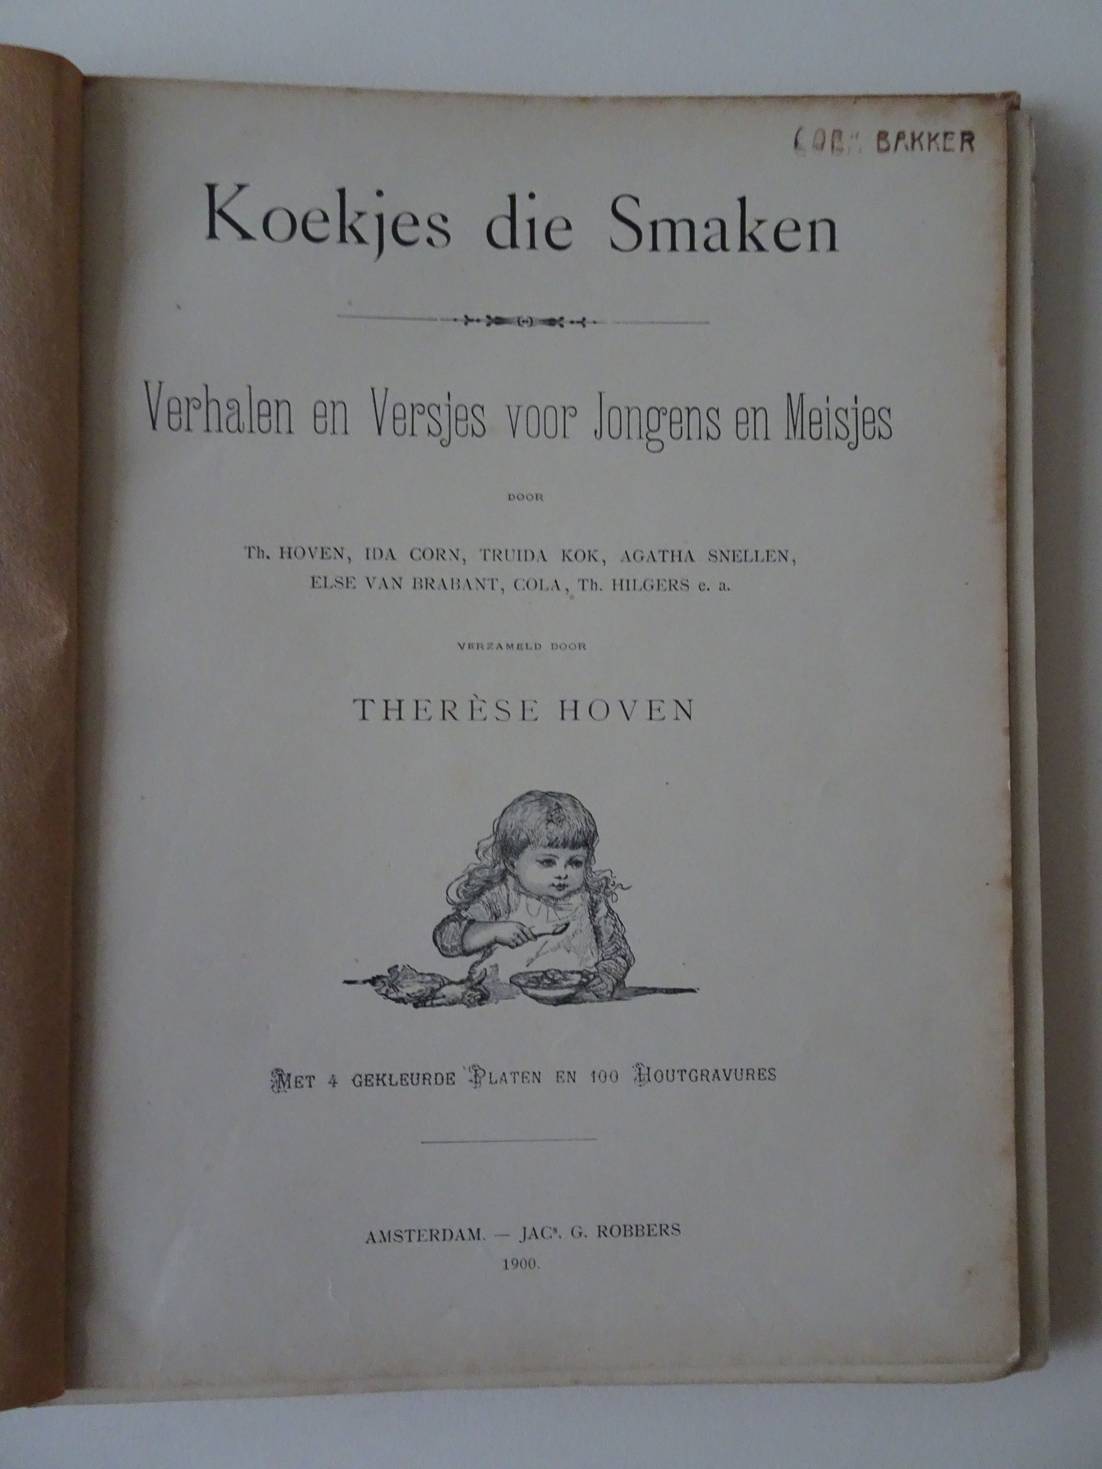 BAKKER
Koekjes die Smaken
Verhalen en Versjes voor Jongens en Meisjes
DOOR
Th. HOVEN, IDA CORN, TRUIDA KOK, AGATHA SNELLEN,
ELSE VAN BRABANT, COLA, Th. HILGERS e. a.
VERZAMELD DOOR
THERÈSE HOVEN
MET 4 GEKLEURDE PLATEN EN 100 HOUTGRAVURES
AMSTERDAM. — JACs. G. ROBBERS
1900.